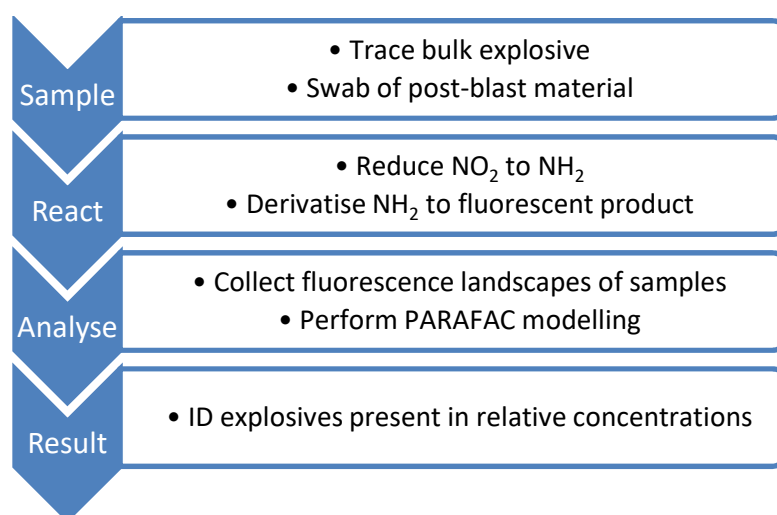 Sample
• Trace bulk explosive
• Swab of post-blast material
React
• Reduce NO₂ to NH₂
• Derivatise NH₂ to fluorescent product
Analyse
• Collect fluorescence landscapes of samples
• Perform PARAFAC modelling
Result
• ID explosives present in relative concentrations